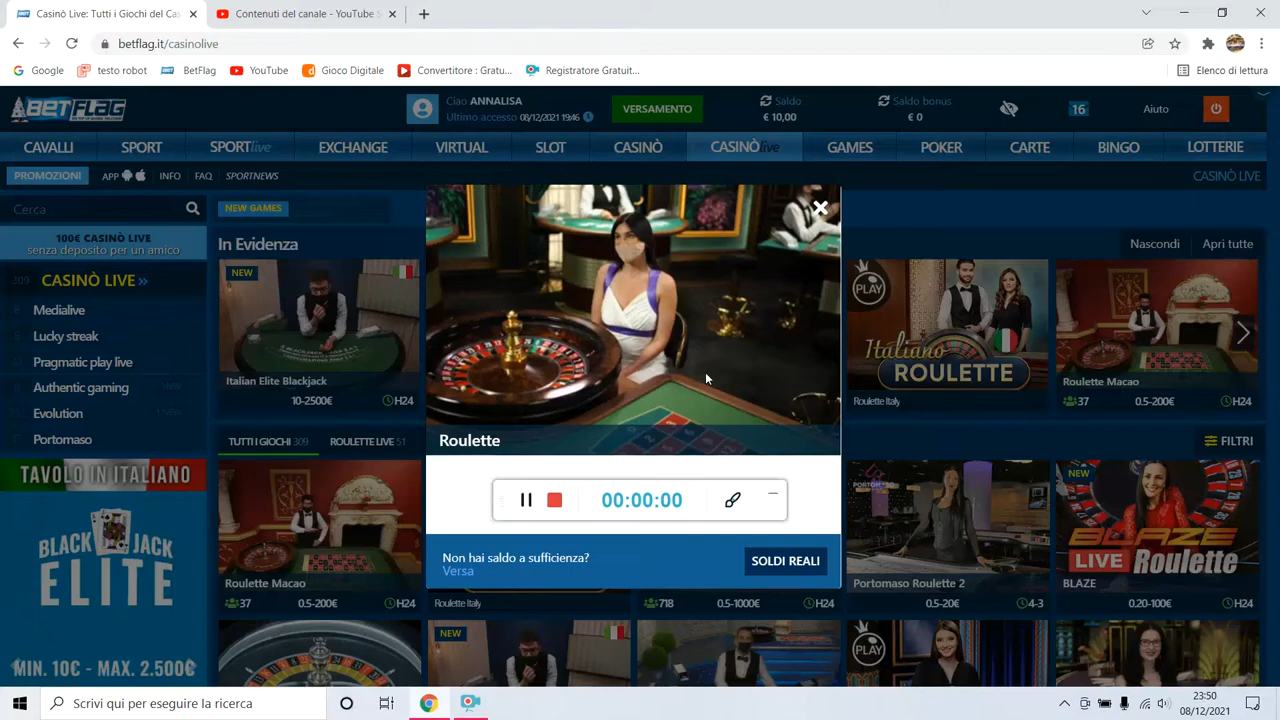 Casinò Live: Tutti i Giochi del Cas
Contenuti del canale - YouTube S
betflag.it/casinolive
Google
testo robot
BetFlag
YouTube
Gioco Digitale
Convertitore : Gratu...
Registratore Gratuit...
Elenco di lettura
BETFLAG
Ciao ANNALISA
Ultimo accesso 08/12/2021 19:46
VERSAMENTO
Saldo
€ 10,00
Saldo bonus
€ 0
16
Aiuto
CAVALLI
SPORT
SPORTlive
EXCHANGE
VIRTUAL
SLOT
CASINÒ
CASINÒlive
GAMES
POKER
CARTE
BINGO
LOTTERIE
PROMOZIONI
APP
INFO
FAQ
SPORTNEWS
CASINÒ LIVE
Cerca
NEW GAMES
100€ CASINÒ LIVE
senza deposito per un amico
In Evidenza
Nascondi
Apri tutte
309 CASINÒ LIVE »
Medialive
Lucky streak
Pragmatic play live
Authentic gaming
Evolution
Portomaso
NEW
Italian Elite Blackjack
10-2500€
H24
PLAY
Italiano
ROULETTE
Roulette Italy
Roulette Macao
37
0.5-200€
H24
Roulette
TUTTI I GIOCHI 309
ROULETTE LIVE 51
FILTRI
00:00:00
Non hai saldo a sufficienza?
Versa
SOLDI REALI
TAVOLO IN ITALIANO
BLACK JACK
ELITE
MIN. 10€ - MAX. 2.500€
Roulette Macao
37
0.5-200€
H24
Roulette Italy
718
0.5-1000€
H24
Portomaso Roulette 2
0.5-20€
4-3
NEW
BLAZE
LIVE Roulette
BLAZE
0.20-100€
H24
NEW
PLAY
Scrivi qui per eseguire la ricerca
23:50
08/12/2021